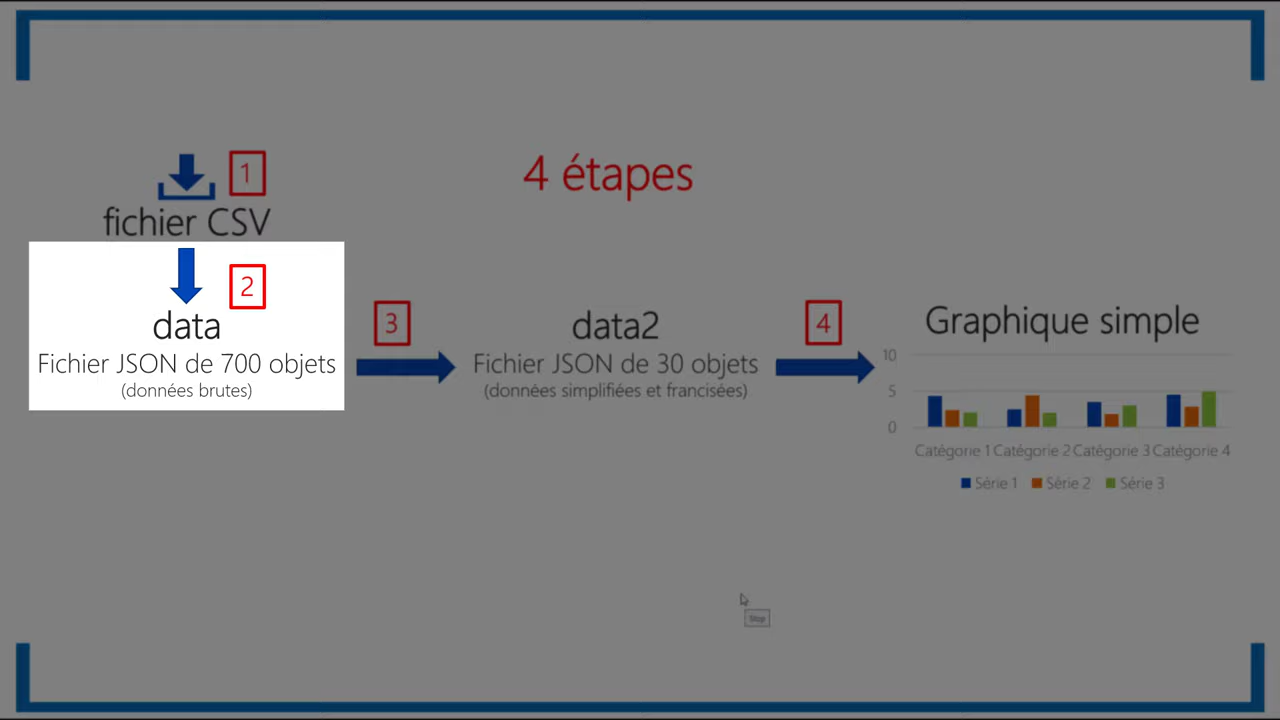 1
4 étapes
fichier CSV
2
data
Fichier JSON de 700 objets
(données brutes)
3
data2
Fichier JSON de 30 objets
(données simplifiées et francisées)
4
Graphique simple
10
5
0
Catégorie 1 Catégorie 2 Catégorie 3 Catégorie 4
Série 1 Série 2 Série 3
Stop